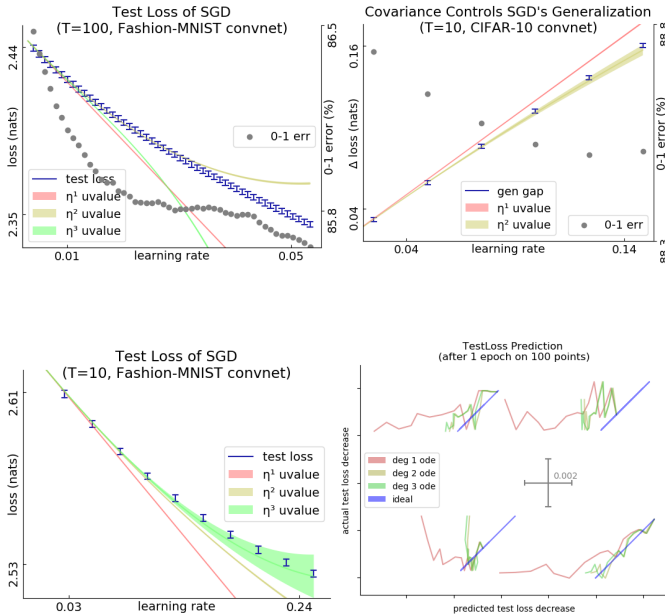 Test Loss of SGD
(T=100, Fashion-MNIST convnet)
2.44
2.35
loss (nats)
86.5
85.8
0-1 error (%)
0-1 err
test loss
η¹ uvalue
η² uvalue
η³ uvalue
0.01
learning rate
0.05
Covariance Controls SGD's Generalization
(T=10, CIFAR-10 convnet)
0.16
0.04
Δ loss (nats)
0-1 error (%)
gen gap
η¹ uvalue
η² uvalue
0-1 err
0.04
learning rate
0.14
Test Loss of SGD
(T=10, Fashion-MNIST convnet)
2.61
2.53
loss (nats)
test loss
η¹ uvalue
η² uvalue
η³ uvalue
0.03
learning rate
0.24
TestLoss Prediction
(after 1 epoch on 100 points)
actual test loss decrease
deg 1 ode
deg 2 ode
deg 3 ode
ideal
0.002
predicted test loss decrease